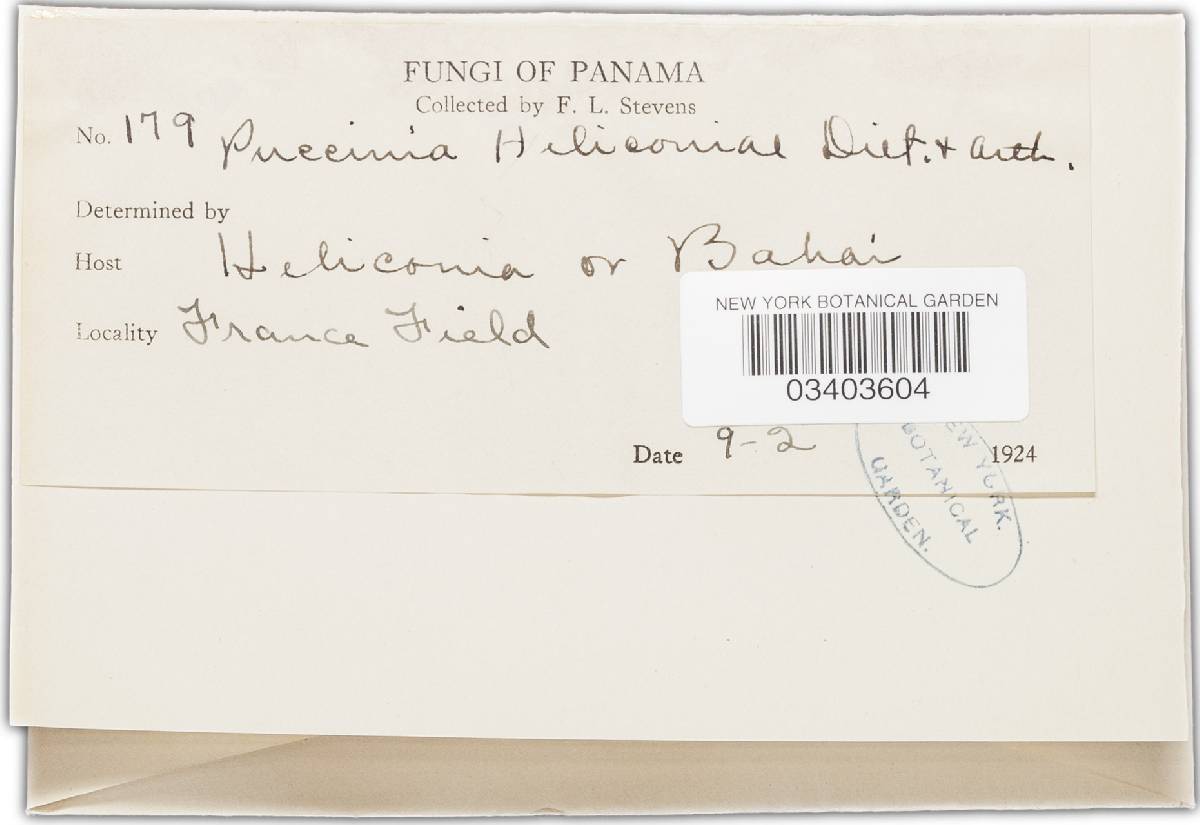 FUNGI OF PANAMA
Collected by F. L. Stevens
No. 179 Puccinia Heliconiae Diet. & Arth.
Determined by
Host Heliconia or Bahai
Locality France Field
NEW YORK BOTANICAL GARDEN
03403604
Date 9-2 1924
NEW YORK
BOTANICAL
GARDEN.